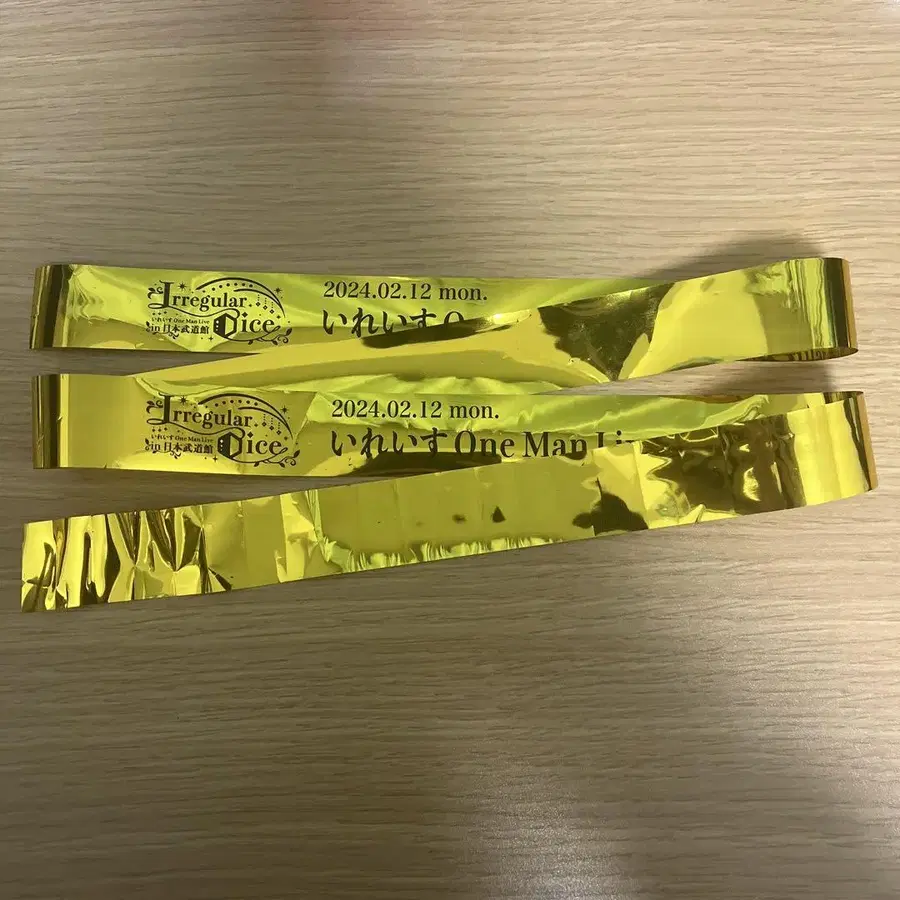 Irregular
Dice
いれいす One Man Live
in 日本武道館
2024.02.12 mon.
いれいす O
Irregular
Dice
いれいす One Man Live
in 日本武道館
2024.02.12 mon.
いれいす One Man Li